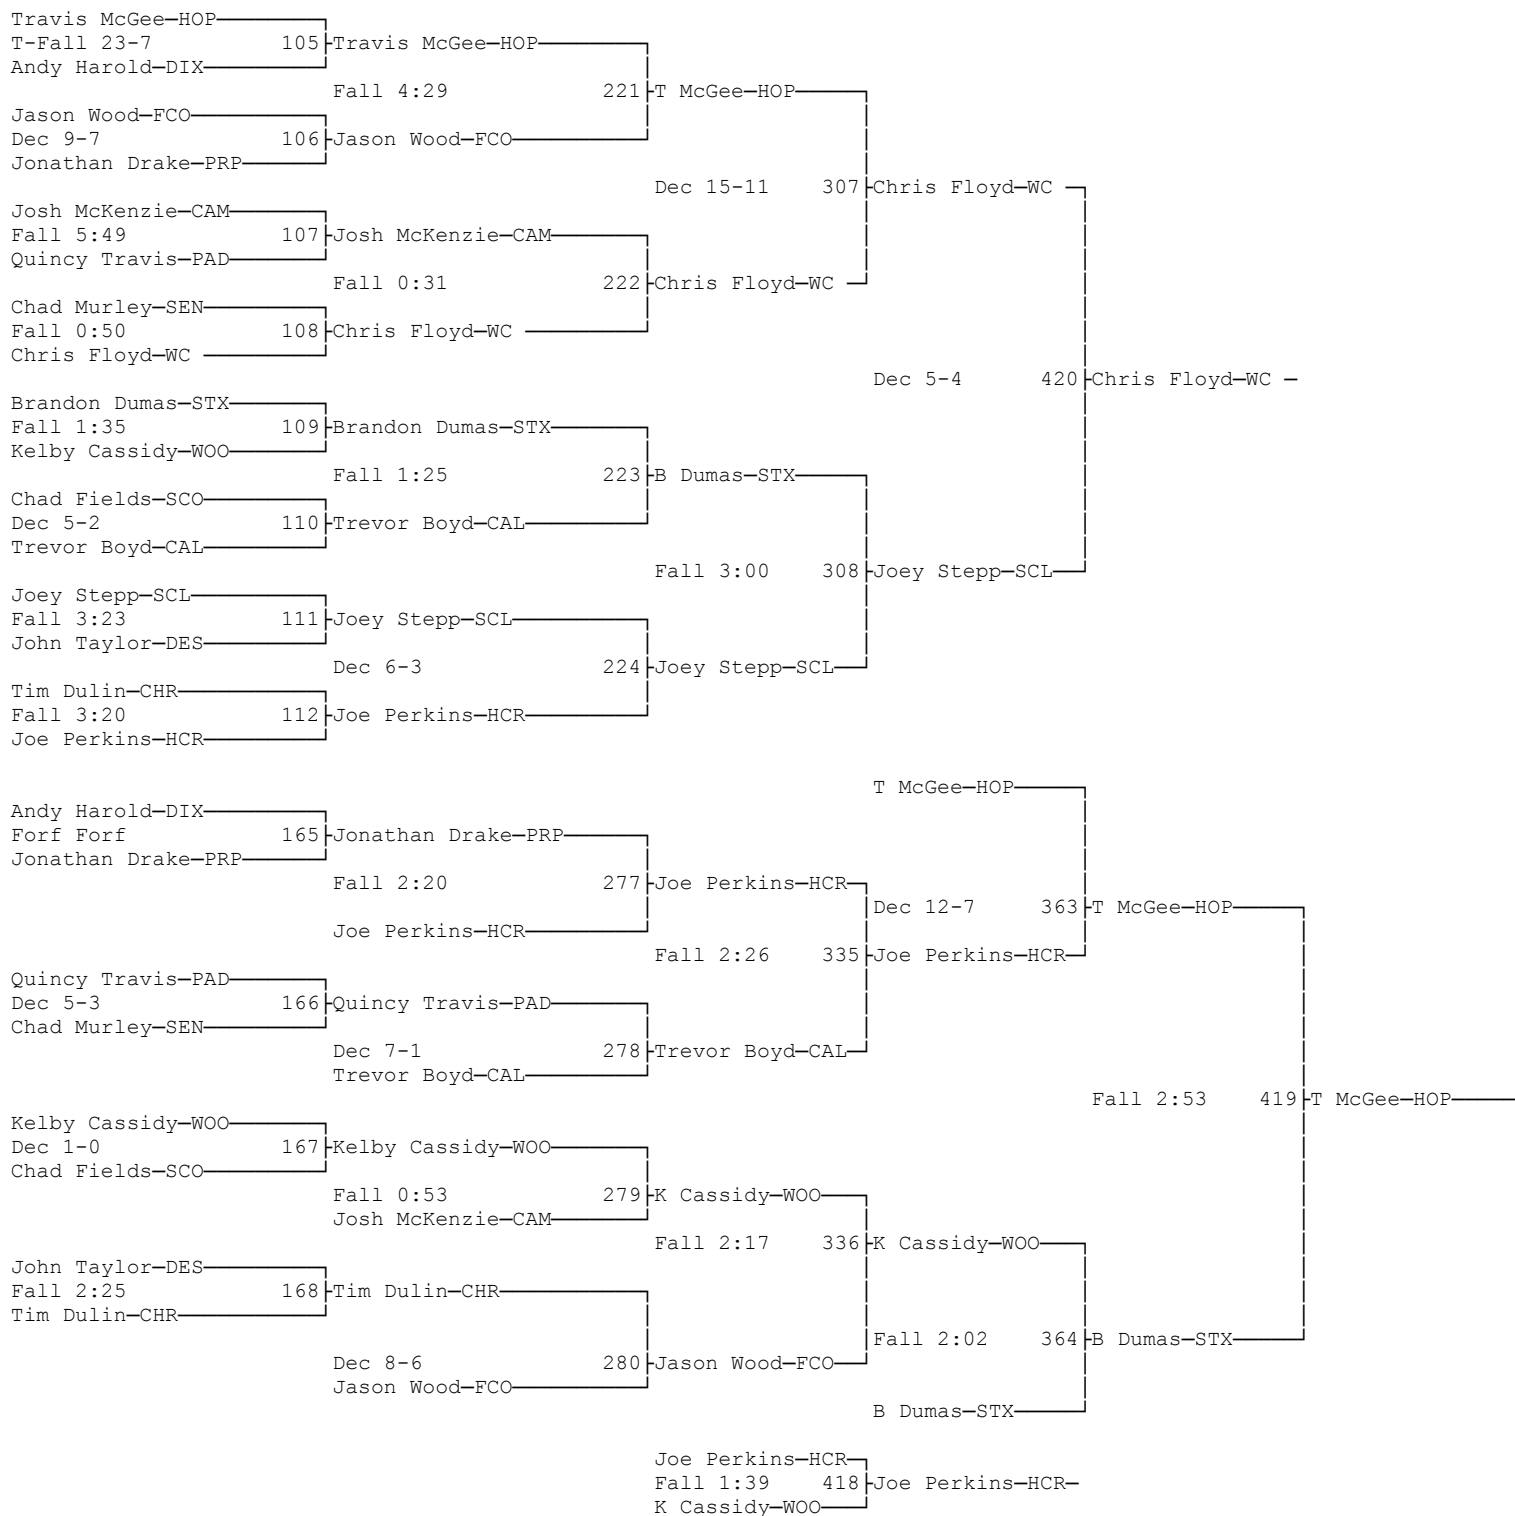 Travis McGee—HOP
T-Fall 23-7 105 Travis McGee—HOP
Andy Harold—DIX
Fall 4:29 221 T McGee—HOP
Jason Wood—FCO
Dec 9-7 106 Jason Wood—FCO
Jonathan Drake—PRP
Dec 15-11 307 Chris Floyd—WC
Josh McKenzie—CAM
Fall 5:49 107 Josh McKenzie—CAM
Quincy Travis—PAD
Fall 0:31 222 Chris Floyd—WC
Chad Murley—SEN
Fall 0:50 108 Chris Floyd—WC
Chris Floyd—WC
Dec 5-4 420 Chris Floyd—WC
Brandon Dumas—STX
Fall 1:35 109 Brandon Dumas—STX
Kelby Cassidy—WOO
Fall 1:25 223 B Dumas—STX
Chad Fields—SCO
Dec 5-2 110 Trevor Boyd—CAL
Trevor Boyd—CAL
Fall 3:00 308 Joey Stepp—SCL
Joey Stepp—SCL
Fall 3:23 111 Joey Stepp—SCL
John Taylor—DES
Dec 6-3 224 Joey Stepp—SCL
Tim Dulin—CHR
Fall 3:20 112 Joe Perkins—HCR
Joe Perkins—HCR
T McGee—HOP
Andy Harold—DIX
Forf Forf 165 Jonathan Drake—PRP
Jonathan Drake—PRP
Fall 2:20 277 Joe Perkins—HCR
Dec 12-7 363 T McGee—HOP
Joe Perkins—HCR
Fall 2:26 335 Joe Perkins—HCR
Quincy Travis—PAD
Dec 5-3 166 Quincy Travis—PAD
Chad Murley—SEN
Dec 7-1 278 Trevor Boyd—CAL
Trevor Boyd—CAL
Fall 2:53 419 T McGee—HOP
Kelby Cassidy—WOO
Dec 1-0 167 Kelby Cassidy—WOO
Chad Fields—SCO
Fall 0:53 279 K Cassidy—WOO
Josh McKenzie—CAM
Fall 2:17 336 K Cassidy—WOO
John Taylor—DES
Fall 2:25 168 Tim Dulin—CHR
Tim Dulin—CHR
Fall 2:02 364 B Dumas—STX
Dec 8-6 280 Jason Wood—FCO
Jason Wood—FCO
B Dumas—STX
Joe Perkins—HCR
Fall 1:39 418 Joe Perkins—HCR
K Cassidy—WOO